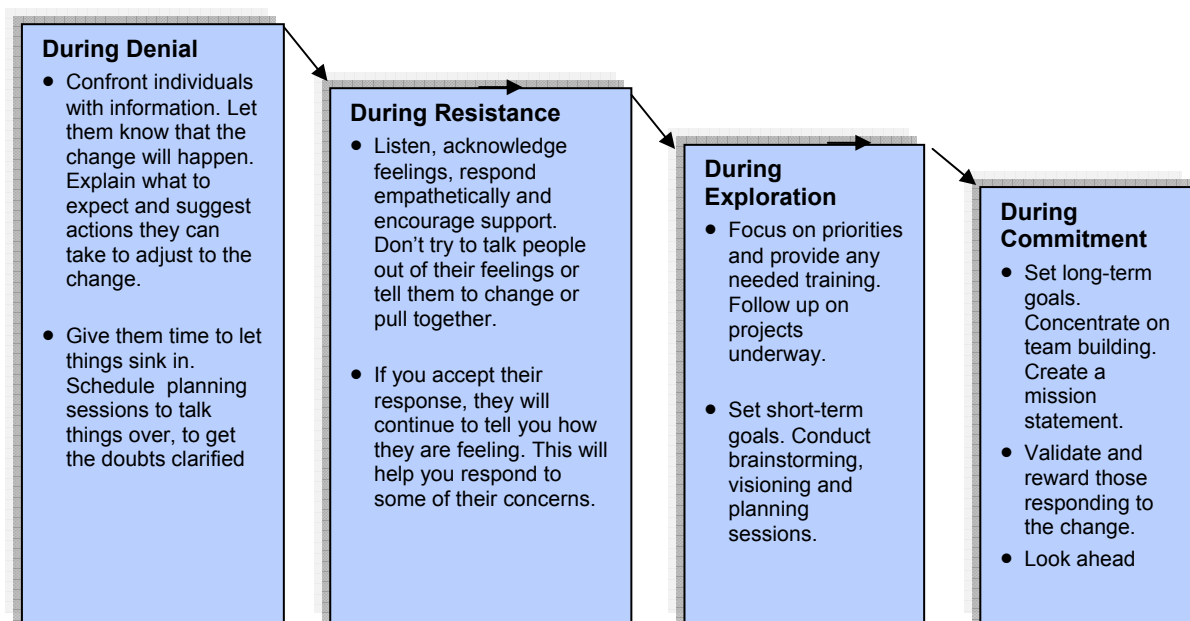 During Denial
• Confront individuals
with information. Let
them know that the
change will happen.
Explain what to
expect and suggest
actions they can
take to adjust to the
change.
• Give them time to let
things sink in.
Schedule planning
sessions to talk
things over, to get
the doubts clarified
During Resistance
• Listen, acknowledge
feelings, respond
empathetically and
encourage support.
Don’t try to talk people
out of their feelings or
tell them to change or
pull together.
• If you accept their
response, they will
continue to tell you how
they are feeling. This will
help you respond to
some of their concerns.
During
Exploration
• Focus on priorities
and provide any
needed training.
Follow up on
projects
underway.
• Set short-term
goals. Conduct
brainstorming,
visioning and
planning
sessions.
During
Commitment
• Set long-term
goals.
Concentrate on
team building.
Create a
mission
statement.
• Validate and
reward those
responding to
the change.
• Look ahead